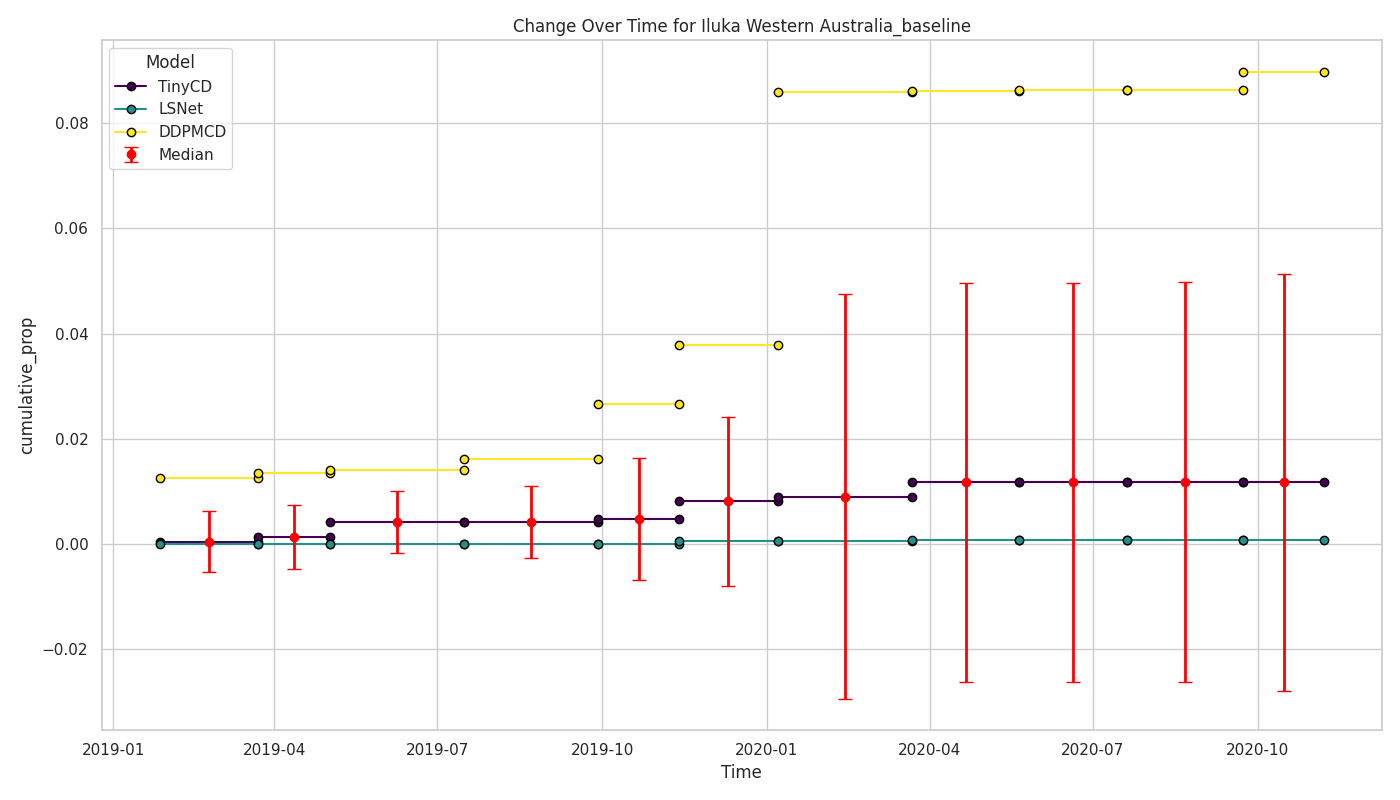 Change Over Time for Iluka Western Australia_baseline
Model
TinyCD
LSNet
DDPMCD
Median
cumulative_prop
0.08
0.06
0.04
0.02
0.00
−0.02
2019-01
2019-04
2019-07
2019-10
2020-01
2020-04
2020-07
2020-10
Time